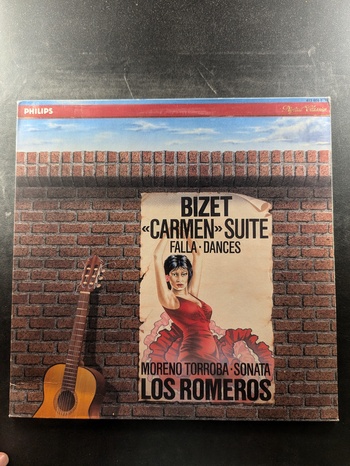 PHILIPS
BIZET
«CARMEN» SUITE
FALLA · DANCES
MORENO TORROBA · SONATA
LOS ROMEROS